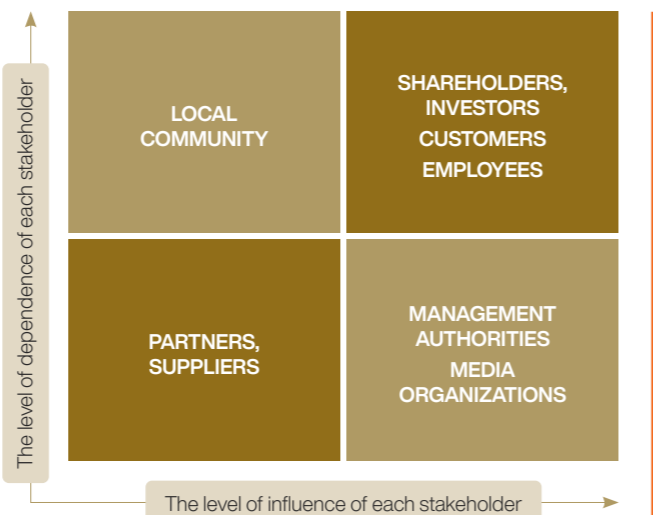 The level of dependence of each stakeholder
LOCAL
COMMUNITY
SHAREHOLDERS,
INVESTORS
CUSTOMERS
EMPLOYEES
PARTNERS,
SUPPLIERS
MANAGEMENT
AUTHORITIES
MEDIA
ORGANIZATIONS
The level of influence of each stakeholder